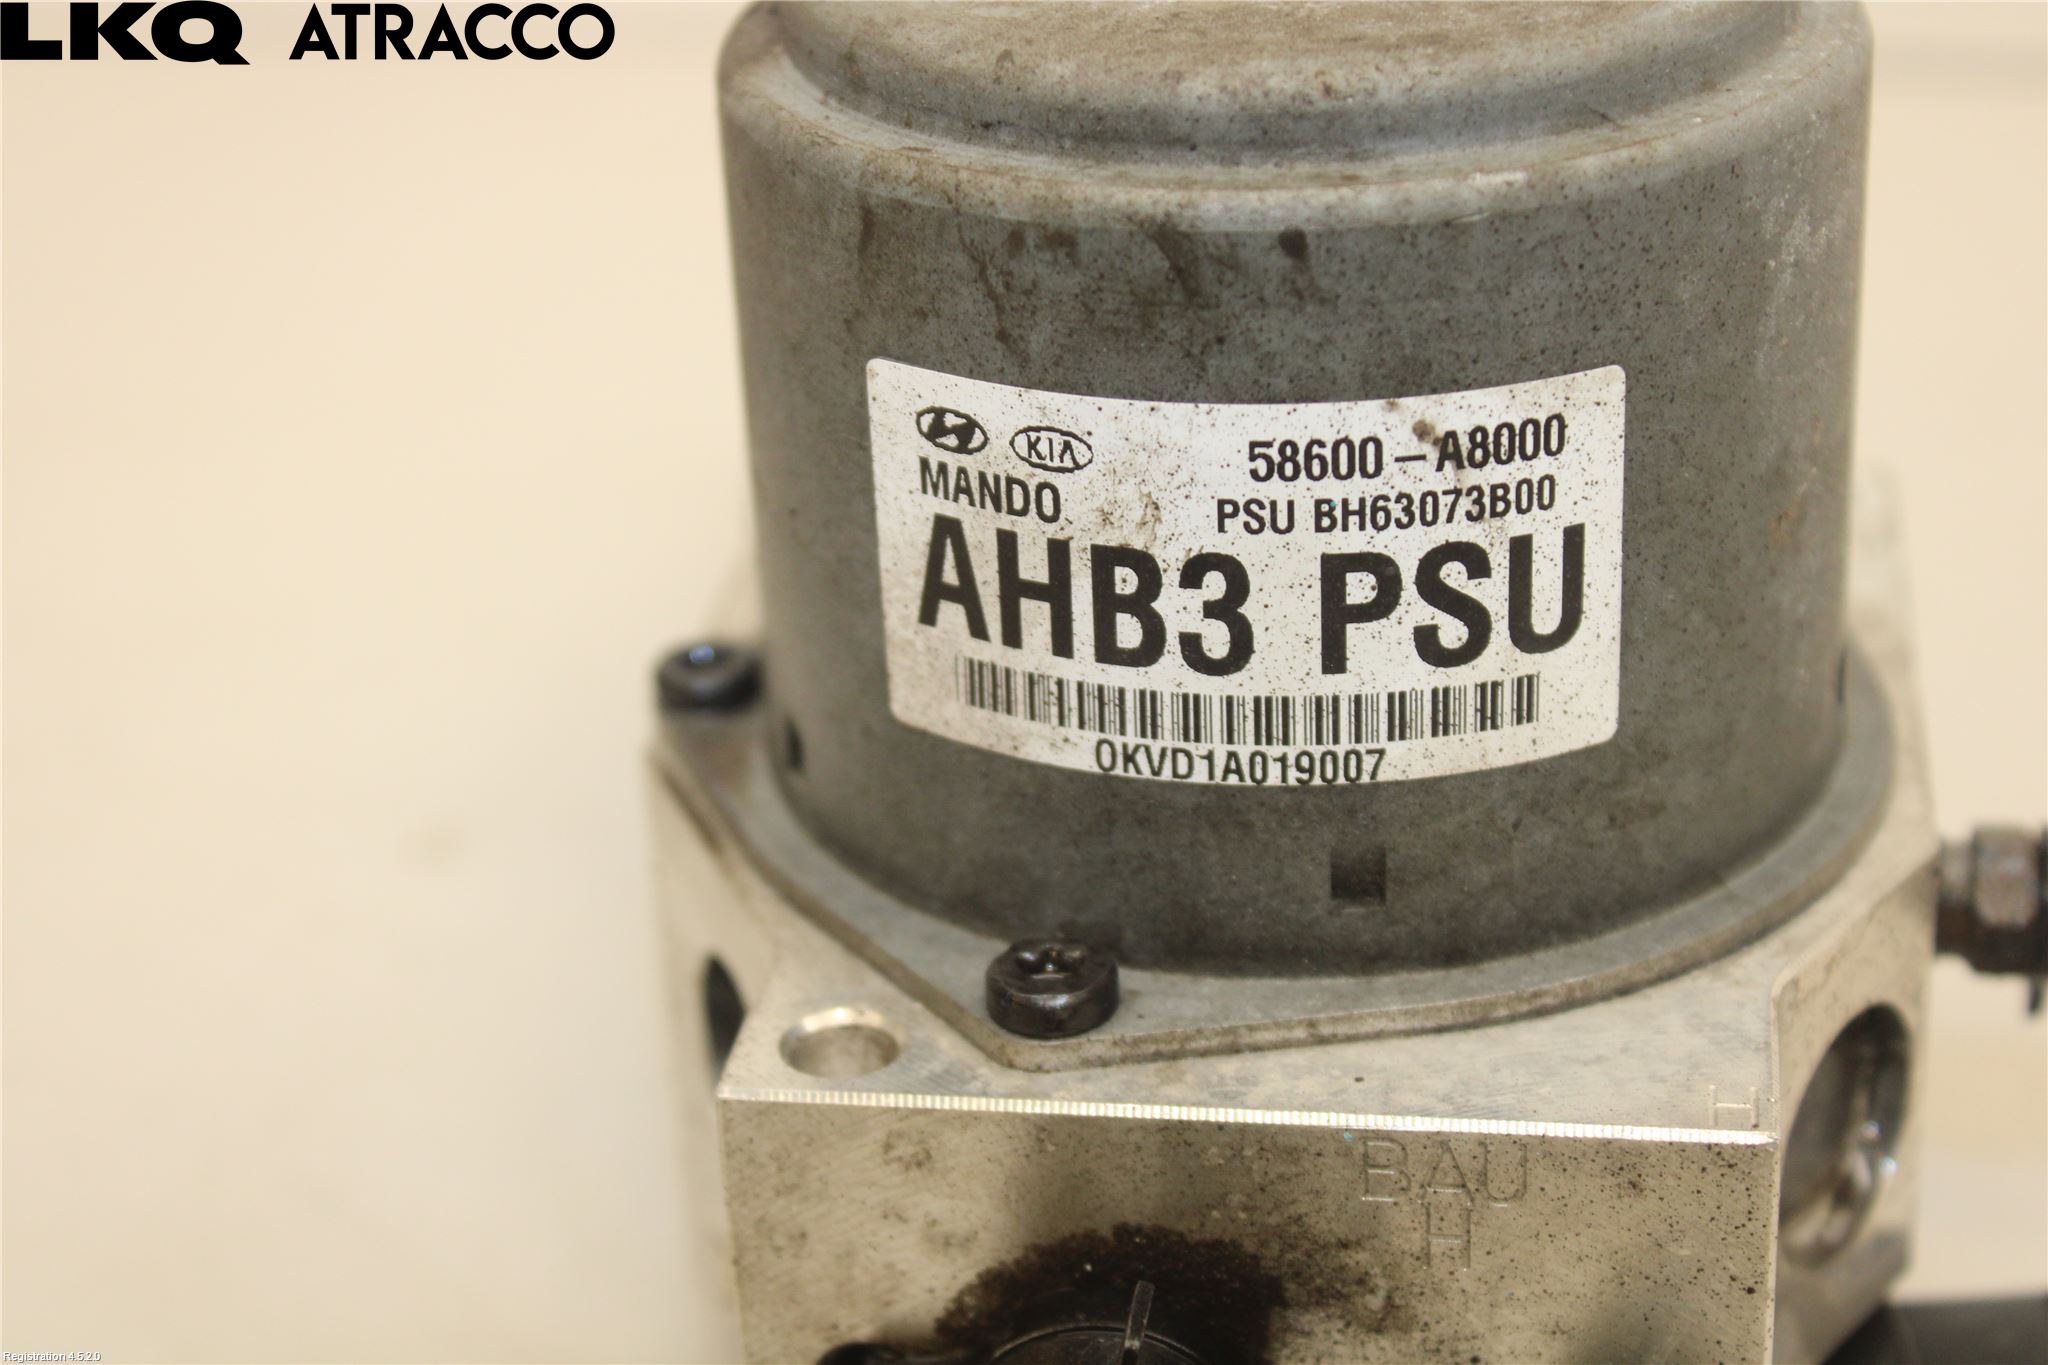 LKQ ATRACCO
KIA
58600-A8000
MANDO
PSU BH63073B00
AHB3 PSU
0KVD1A019007
H
BAU
H
Registration 4.5.2.0